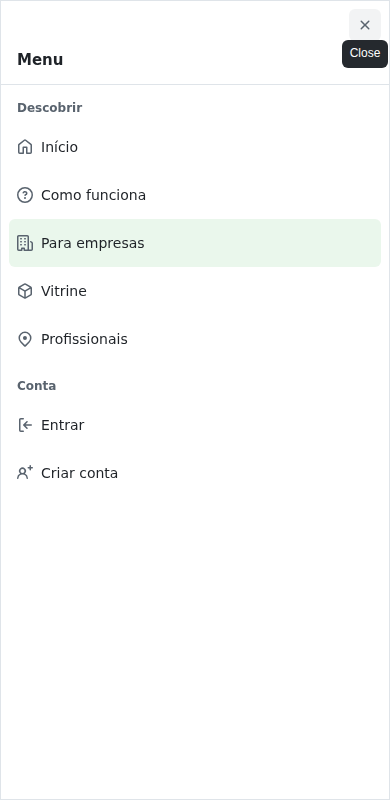 Close
Menu
Descobrir
Início
Como funciona
Para empresas
Vitrine
Profissionais
Conta
Entrar
Criar conta